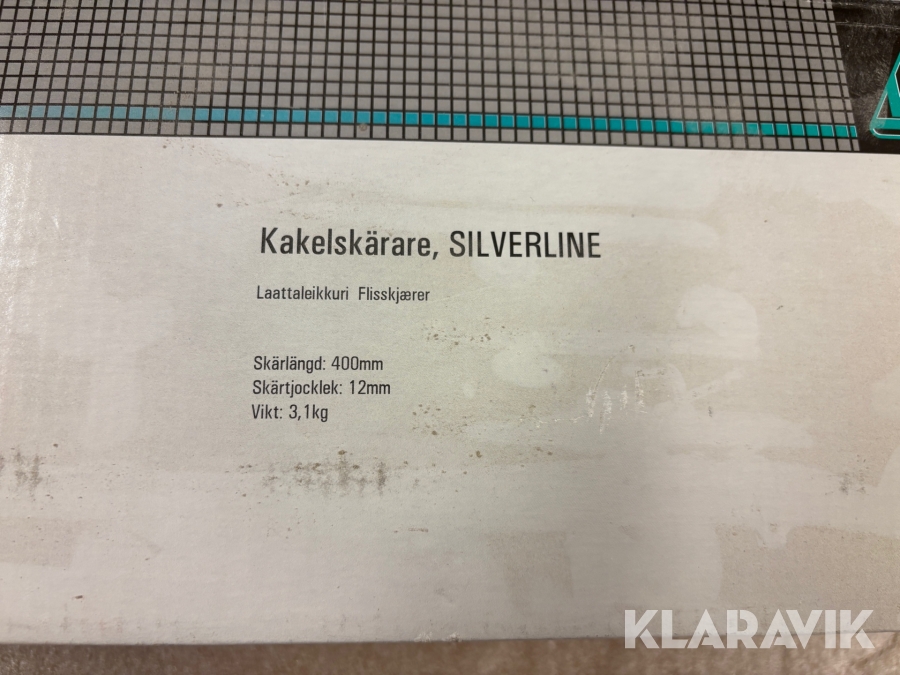 Kakelskärare, SILVERLINE
Laattaleikkuri Flisskjærer
Skärlängd: 400mm
Skärtjocklek: 12mm
Vikt: 3,1kg
KLARAVIK